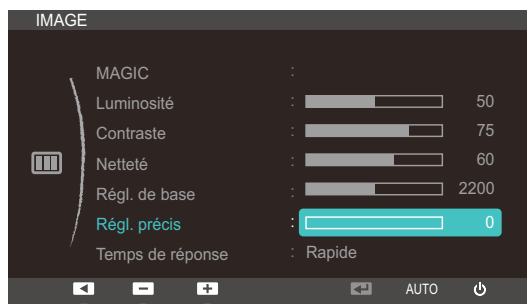 IMAGE
MAGIC :
Luminosité : 50
Contraste : 75
Netteté : 60
Régl. de base : 2200
Régl. précis : 0
Temps de réponse : Rapide
AUTO